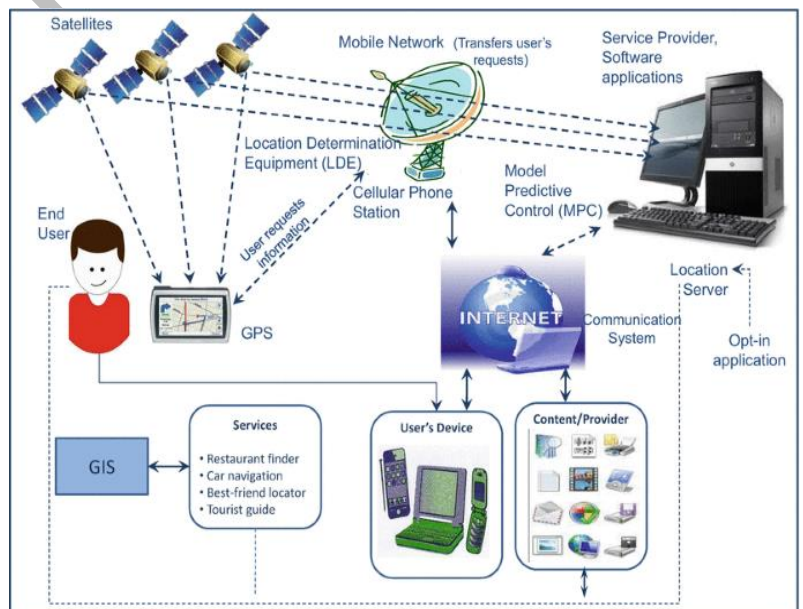 Satellites
Mobile Network (Transfers user's
requests)
Service Provider,
Software
applications
Location Determination
Equipment (LDE)
Cellular Phone
Station
Model
Predictive
Control (MPC)
End
User
User requests
information
GPS
INTERNET
Communication
System
Location
Server
Opt-in
application
GIS
Services
• Restaurant finder
• Car navigation
• Best-friend locator
• Tourist guide
User's Device
Content/Provider